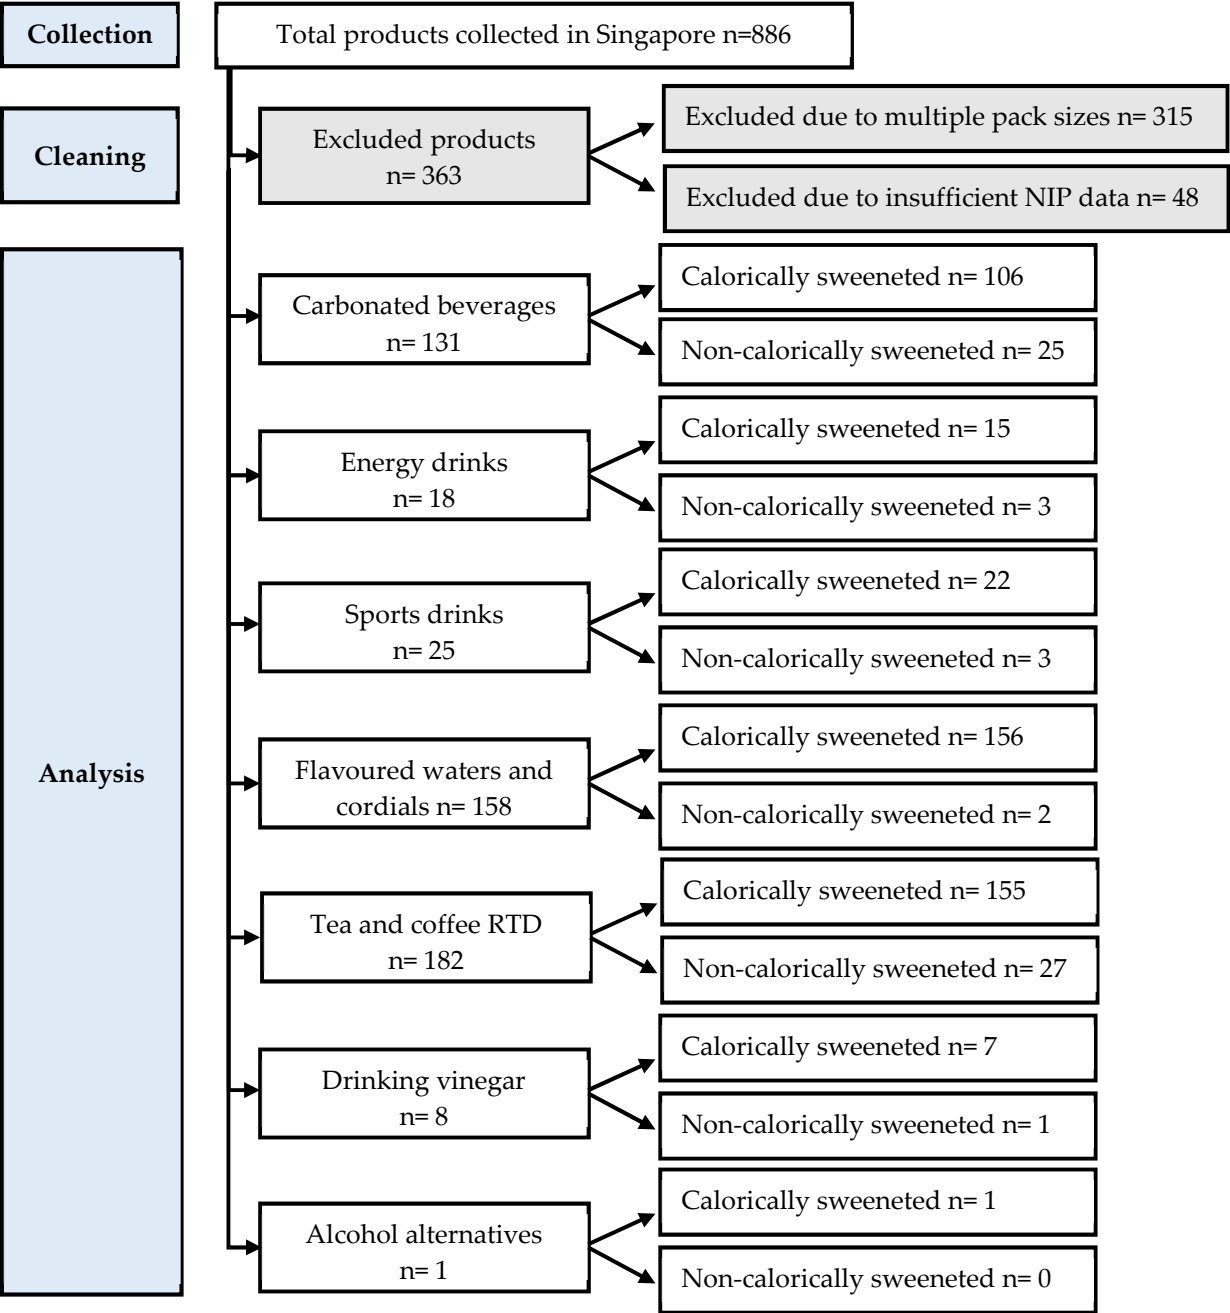 Collection
Total products collected in Singapore n=886
Cleaning
Excluded products
n= 363
Excluded due to multiple pack sizes n= 315
Excluded due to insufficient NIP data n= 48
Analysis
Carbonated beverages
n= 131
Calorically sweeneted n= 106
Non-calorically sweeneted n= 25
Energy drinks
n= 18
Calorically sweeneted n= 15
Non-calorically sweeneted n= 3
Sports drinks
n= 25
Calorically sweeneted n= 22
Non-calorically sweeneted n= 3
Flavoured waters and
cordials n= 158
Calorically sweeneted n= 156
Non-calorically sweeneted n= 2
Tea and coffee RTD
n= 182
Calorically sweeneted n= 155
Non-calorically sweeneted n= 27
Drinking vinegar
n= 8
Calorically sweeneted n= 7
Non-calorically sweeneted n= 1
Alcohol alternatives
n= 1
Calorically sweeneted n= 1
Non-calorically sweeneted n= 0